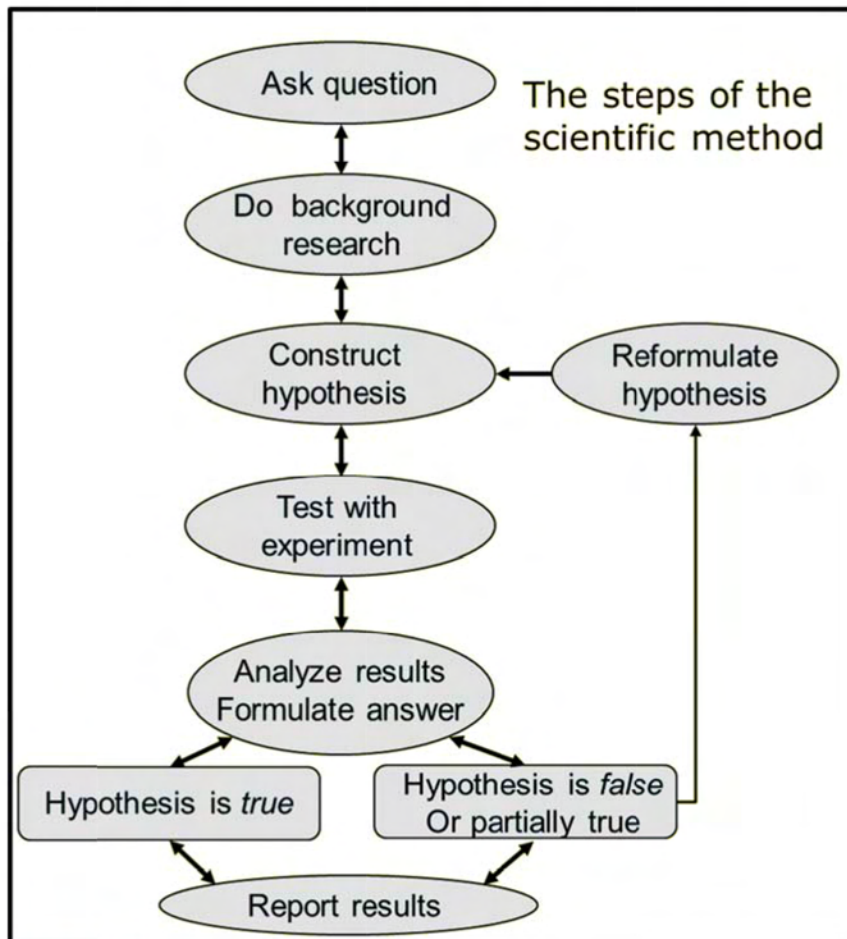 Ask question
The steps of the
scientific method
Do background
research
Construct
hypothesis
Reformulate
hypothesis
Test with
experiment
Analyze results
Formulate answer
Hypothesis is true
Hypothesis is false
Or partially true
Report results